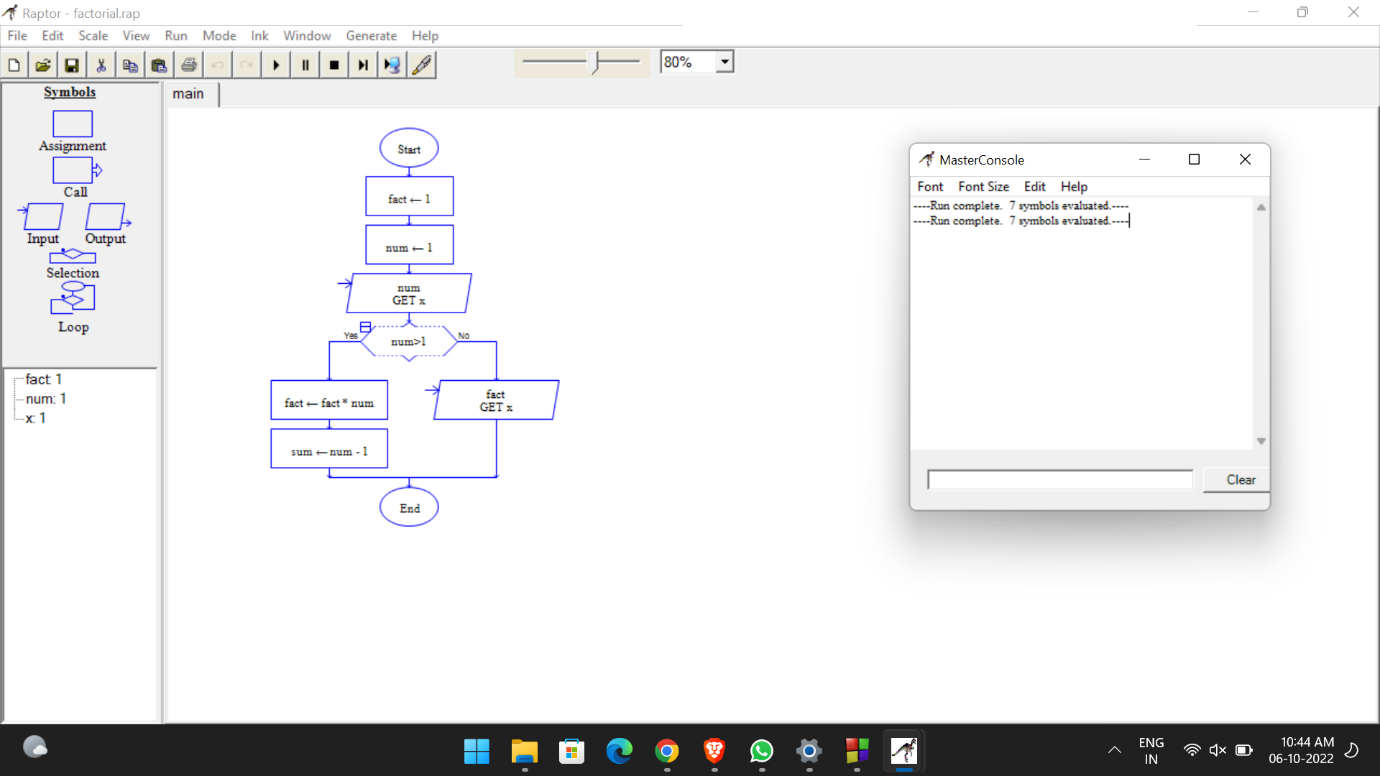 Raptor - factorial.rap
File Edit Scale View Run Mode Ink Window Generate Help
80%
Symbols
Assignment
Call
Input Output
Selection
Loop
fact: 1
num: 1
x: 1
main
Start
fact ← 1
num ← 1
num
GET x
Yes
num>1
No
fact ← fact * num
fact
GET x
sum ← num - 1
End
MasterConsole
Font Font Size Edit Help
----Run complete. 7 symbols evaluated.----
----Run complete. 7 symbols evaluated.----
Clear
ENG
IN
10:44 AM
06-10-2022